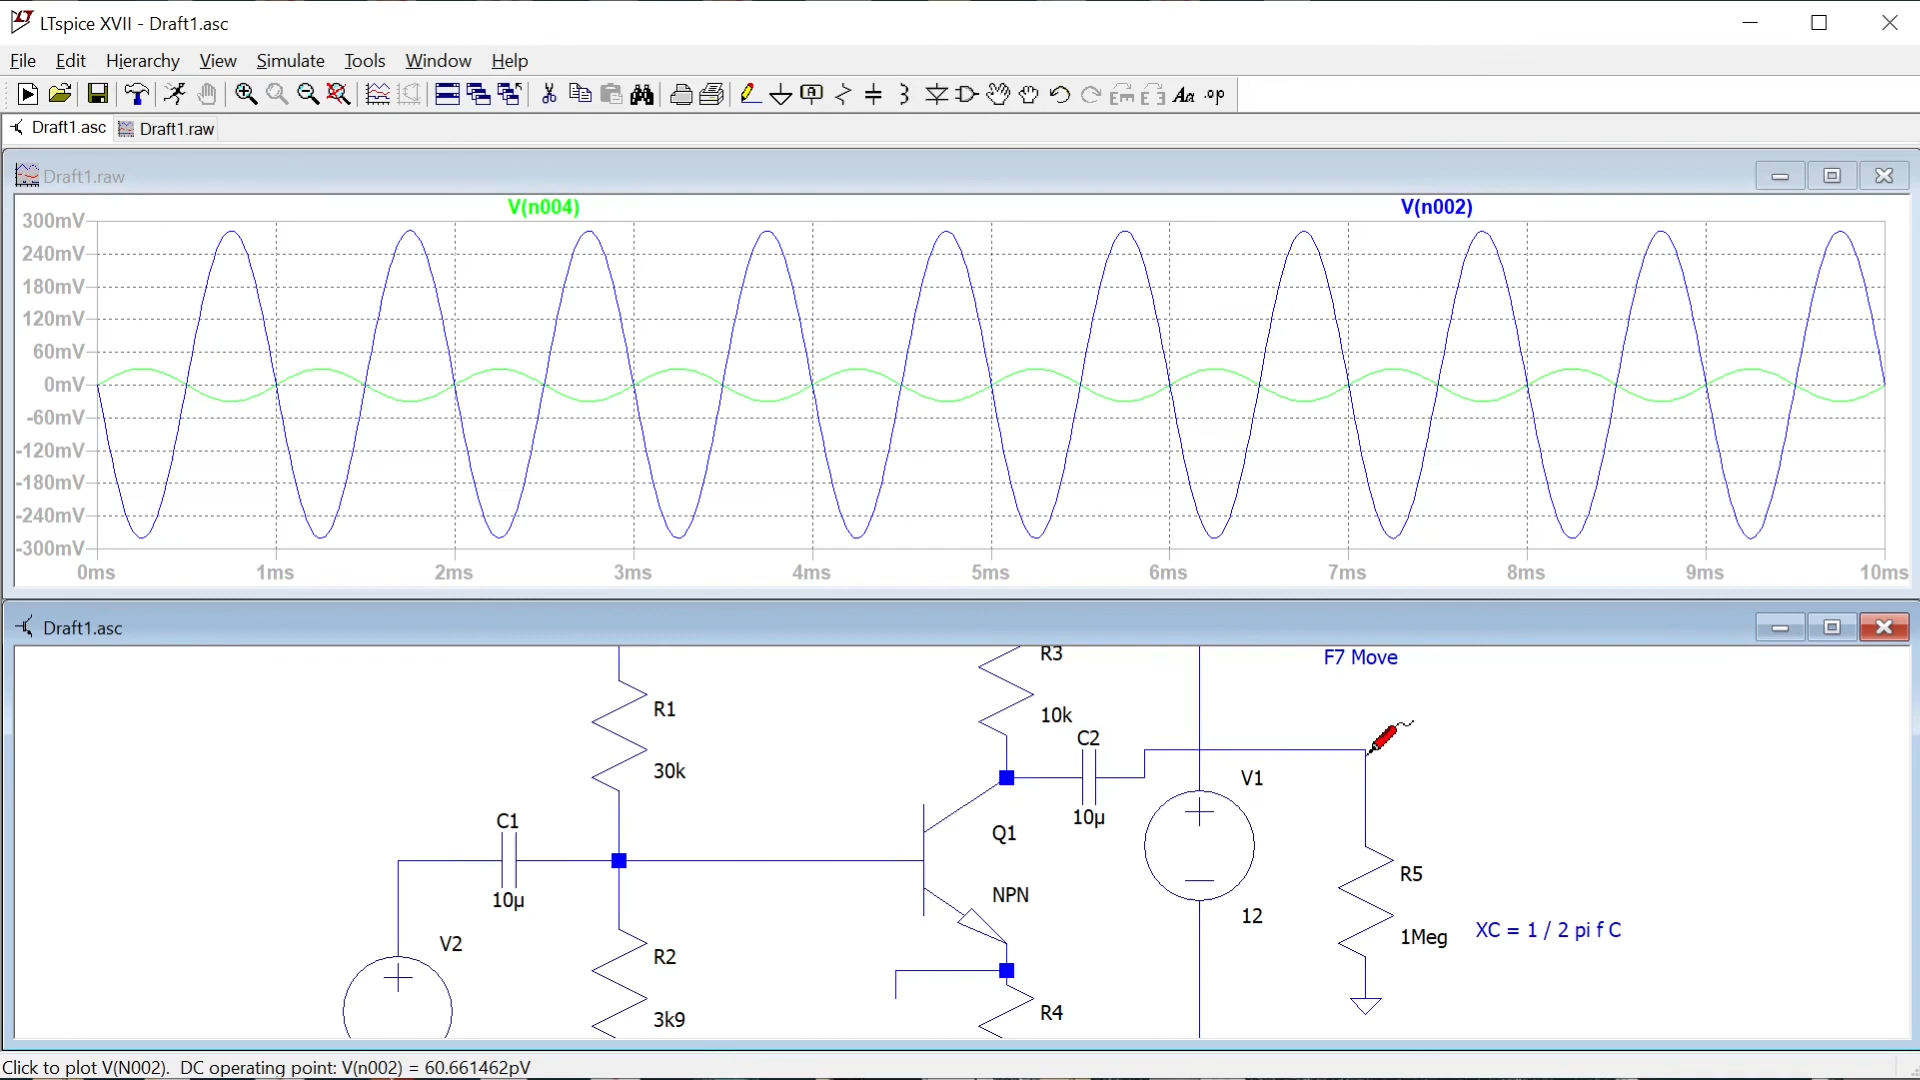 LTspice XVII - Draft1.asc
File Edit Hierarchy View Simulate Tools Window Help
Draft1.asc Draft1.raw
Draft1.raw
V(n004) V(n002)
300mV
240mV
180mV
120mV
60mV
0mV
-60mV
-120mV
-180mV
-240mV
-300mV
0ms 1ms 2ms 3ms 4ms 5ms 6ms 7ms 8ms 9ms 10ms
Draft1.asc
R3
F7 Move
R1
10k
C2
30k
V1
C1
10µ
Q1
R5
10µ
NPN
12
XC = 1 / 2 pi f C
1Meg
V2
R2
R4
3k9
Click to plot V(N002). DC operating point: V(n002) = 60.661462pV